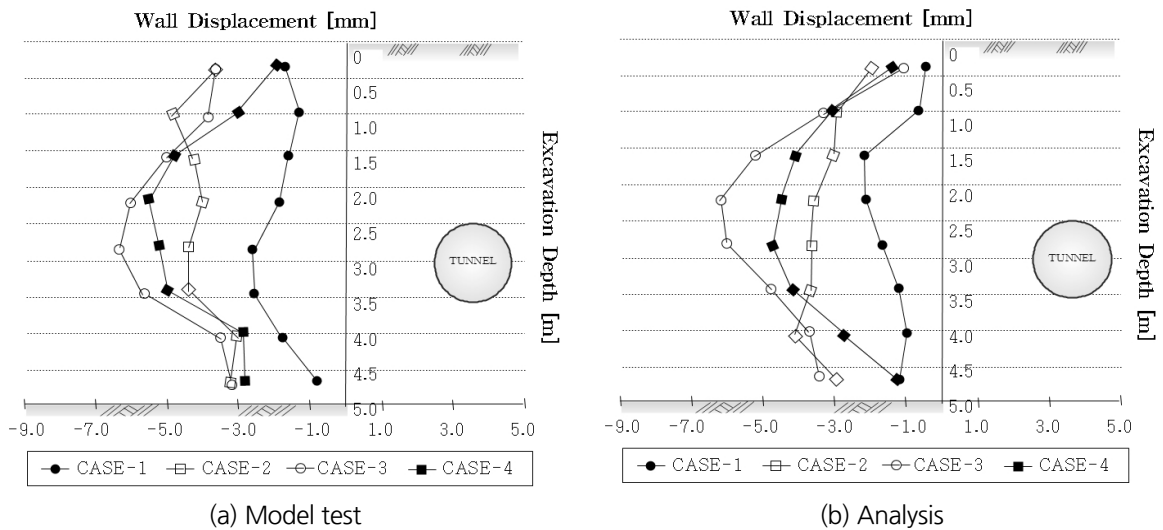 Wall Displacement [mm]
0
0.5
1.0
1.5
2.0
2.5
3.0
3.5
4.0
4.5
5.0
TUNNEL
Excavation Depth [m]
-9.0 -7.0 -5.0 -3.0 -1.0 1.0 3.0 5.0
CASE-1 CASE-2 CASE-3 CASE-4
(a) Model test
Wall Displacement [mm]
0
0.5
1.0
1.5
2.0
2.5
3.0
3.5
4.0
4.5
5.0
TUNNEL
Excavation Depth [m]
-9.0 -7.0 -5.0 -3.0 -1.0 1.0 3.0 5.0
CASE-1 CASE-2 CASE-3 CASE-4
(b) Analysis